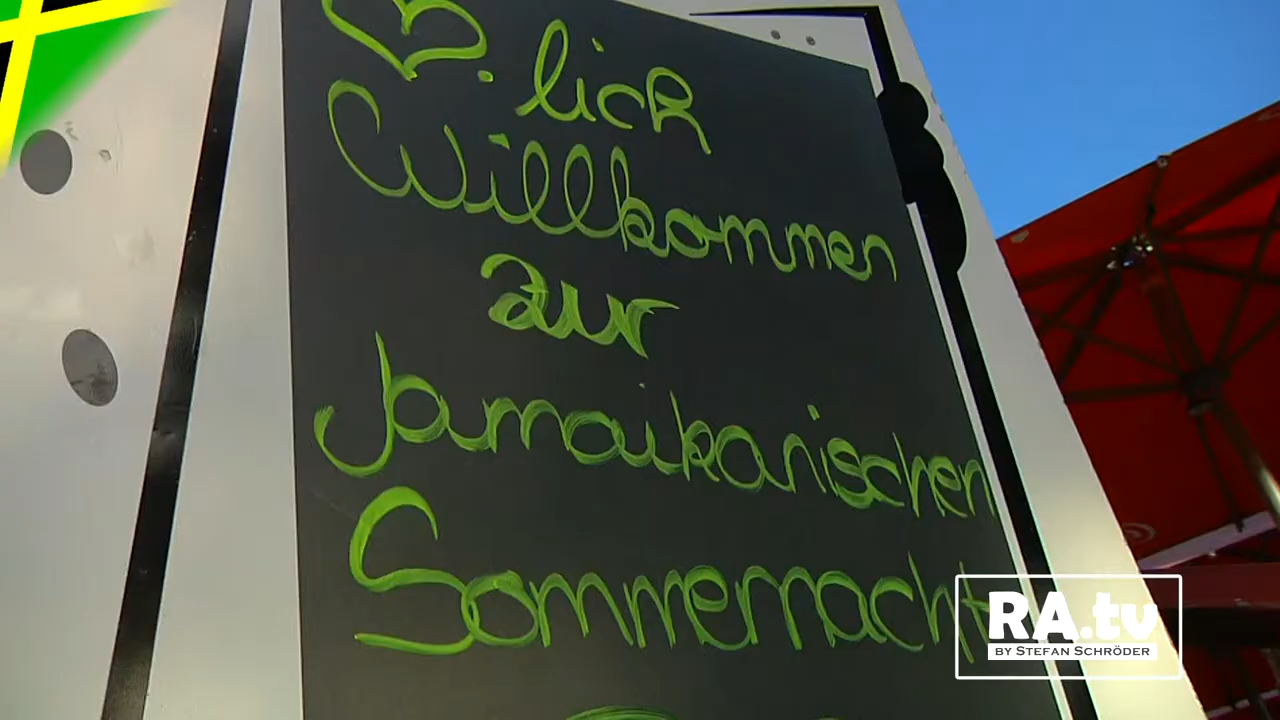 ♡.lich
Willkommen
zur
Jamaikanischen
Sommernacht
RA.tv
BY STEFAN SCHRÖDER